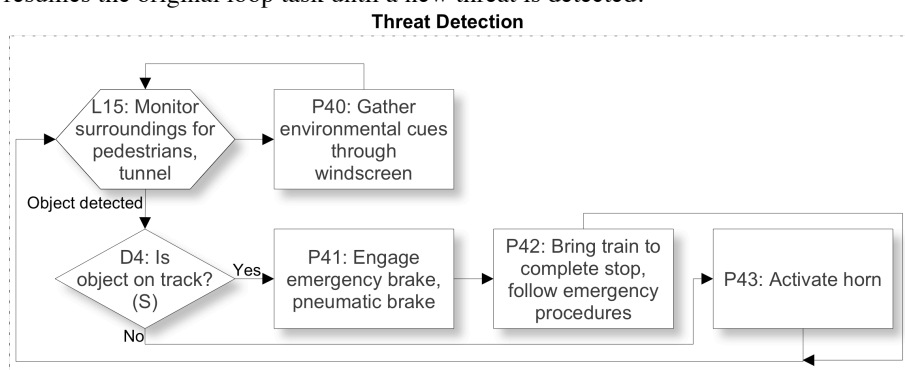 resumes the original loop task until a new threat is detected.
Threat Detection
L15: Monitor
surroundings for
pedestrians,
tunnel
P40: Gather
environmental cues
through
windscreen
Object detected
D4: Is
object on track?
(S)
Yes
P41: Engage
emergency brake,
pneumatic brake
P42: Bring train to
complete stop,
follow emergency
procedures
P43: Activate horn
No